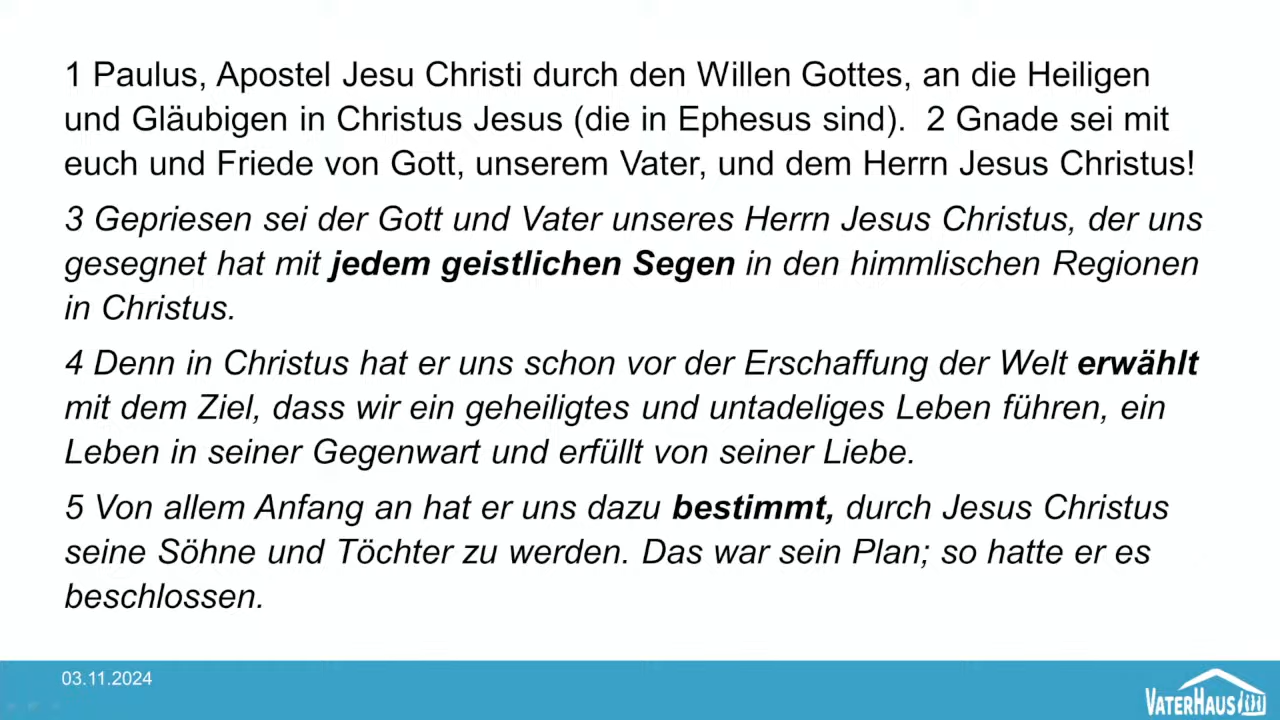 1 Paulus, Apostel Jesu Christi durch den Willen Gottes, an die Heiligen
und Gläubigen in Christus Jesus (die in Ephesus sind).  2 Gnade sei mit
euch und Friede von Gott, unserem Vater, und dem Herrn Jesus Christus!
3 Gepriesen sei der Gott und Vater unseres Herrn Jesus Christus, der uns
gesegnet hat mit jedem geistlichen Segen in den himmlischen Regionen
in Christus.
4 Denn in Christus hat er uns schon vor der Erschaffung der Welt erwählt
mit dem Ziel, dass wir ein geheiligtes und untadeliges Leben führen, ein
Leben in seiner Gegenwart und erfüllt von seiner Liebe.
5 Von allem Anfang an hat er uns dazu bestimmt, durch Jesus Christus
seine Söhne und Töchter zu werden. Das war sein Plan; so hatte er es
beschlossen.
03.11.2024
VATERHAUS